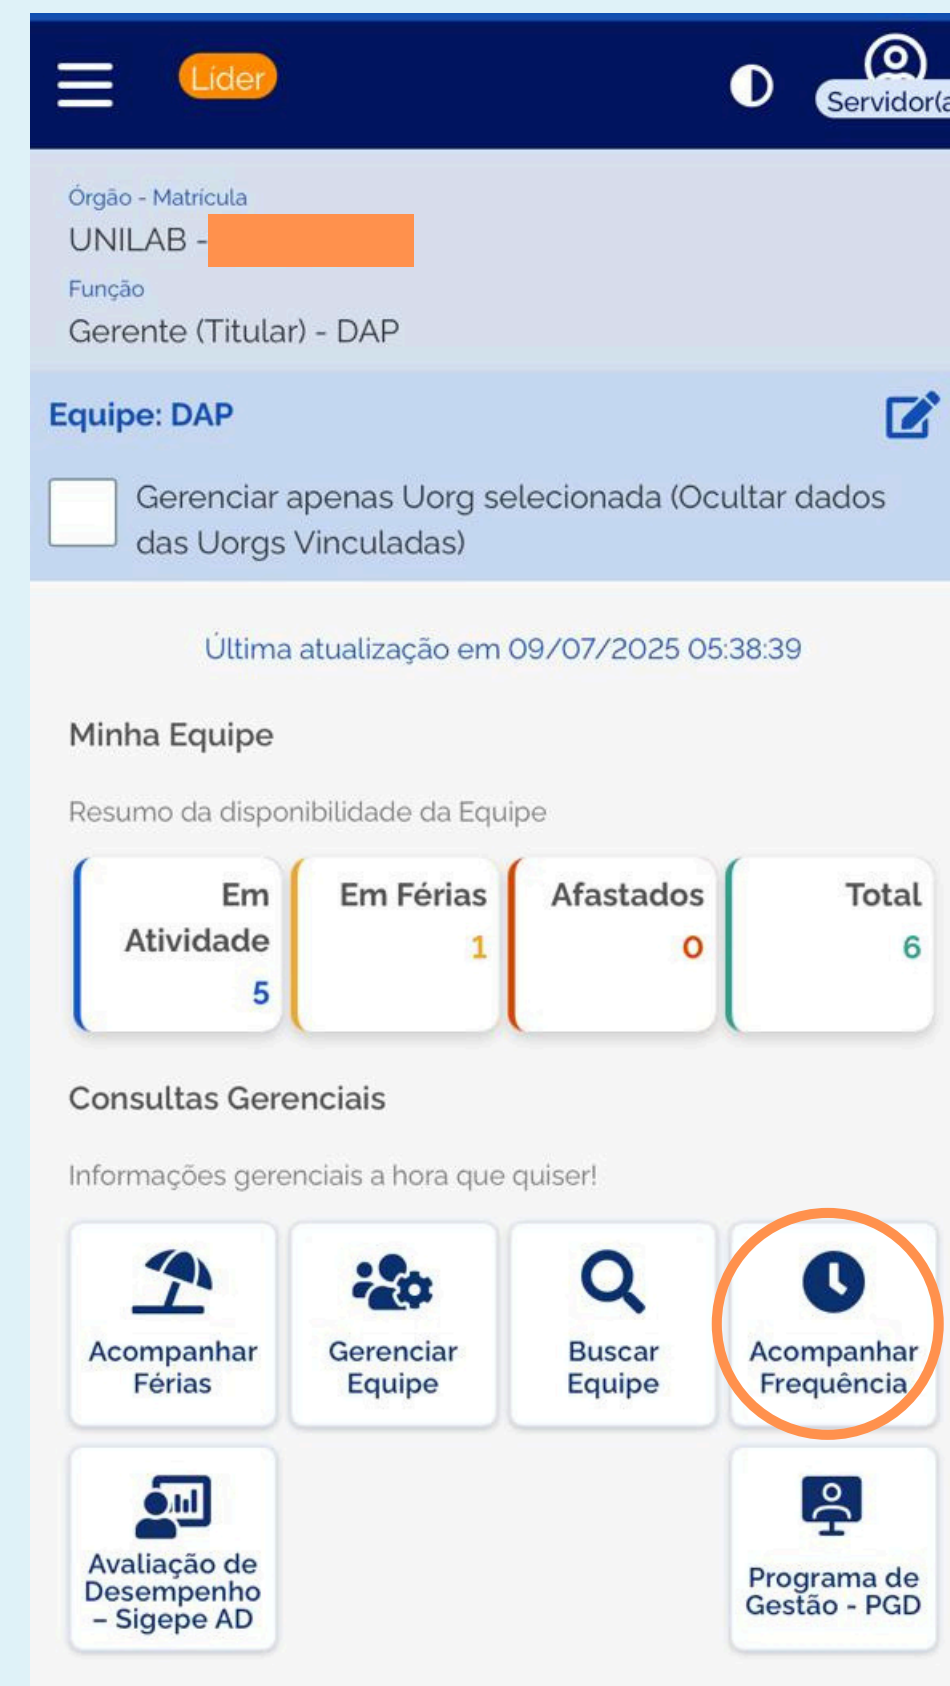 Líder
Servidor(a
Órgão - Matrícula
UNILAB -
Função
Gerente (Titular) - DAP
Equipe: DAP
Gerenciar apenas Uorg selecionada (Ocultar dados
das Uorgs Vinculadas)
Última atualização em 09/07/2025 05:38:39
Minha Equipe
Resumo da disponibilidade da Equipe
Em
Atividade
5
Em Férias
1
Afastados
0
Total
6
Consultas Gerenciais
Informações gerenciais a hora que quiser!
Acompanhar
Férias
Gerenciar
Equipe
Buscar
Equipe
Acompanhar
Frequência
Avaliação de
Desempenho
– Sigepe AD
Programa de
Gestão - PGD